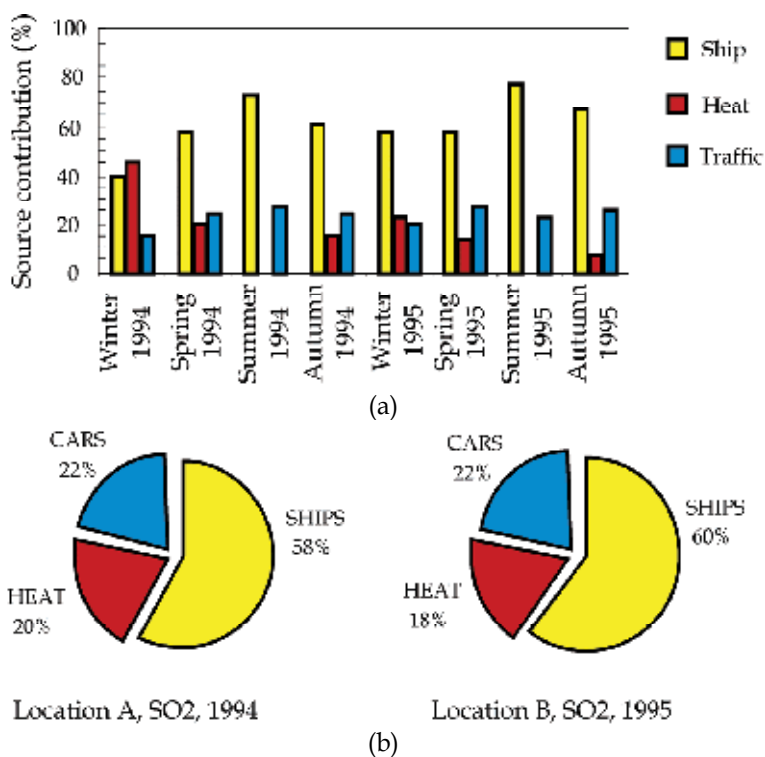 Source contribution (%)
100
80
60
40
20
0
Ship
Heat
Traffic
Winter
1994
Spring
1994
Summer
1994
Autumn
1994
Winter
1995
Spring
1995
Summer
1995
Autumn
1995
(a)
CARS
22%
SHIPS
58%
HEAT
20%
Location A, SO2, 1994
CARS
22%
SHIPS
60%
HEAT
18%
Location B, SO2, 1995
(b)